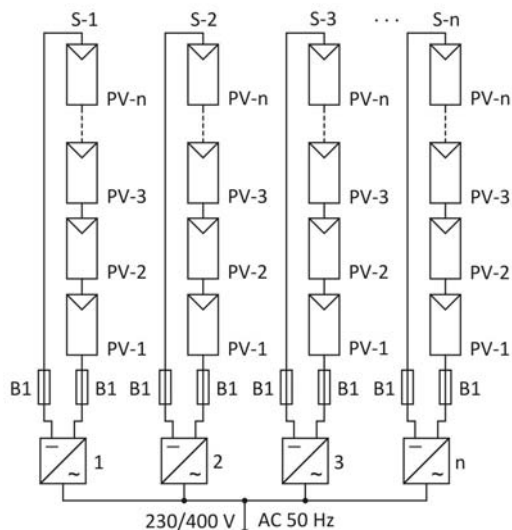 S-1 S-2 S-3 · · · S-n
PV-n PV-n PV-n PV-n
PV-3 PV-3 PV-3 PV-3
PV-2 PV-2 PV-2 PV-2
PV-1 PV-1 PV-1 PV-1
B1 B1 B1 B1 B1 B1 B1 B1
1 2 3 n
230/400 V AC 50 Hz